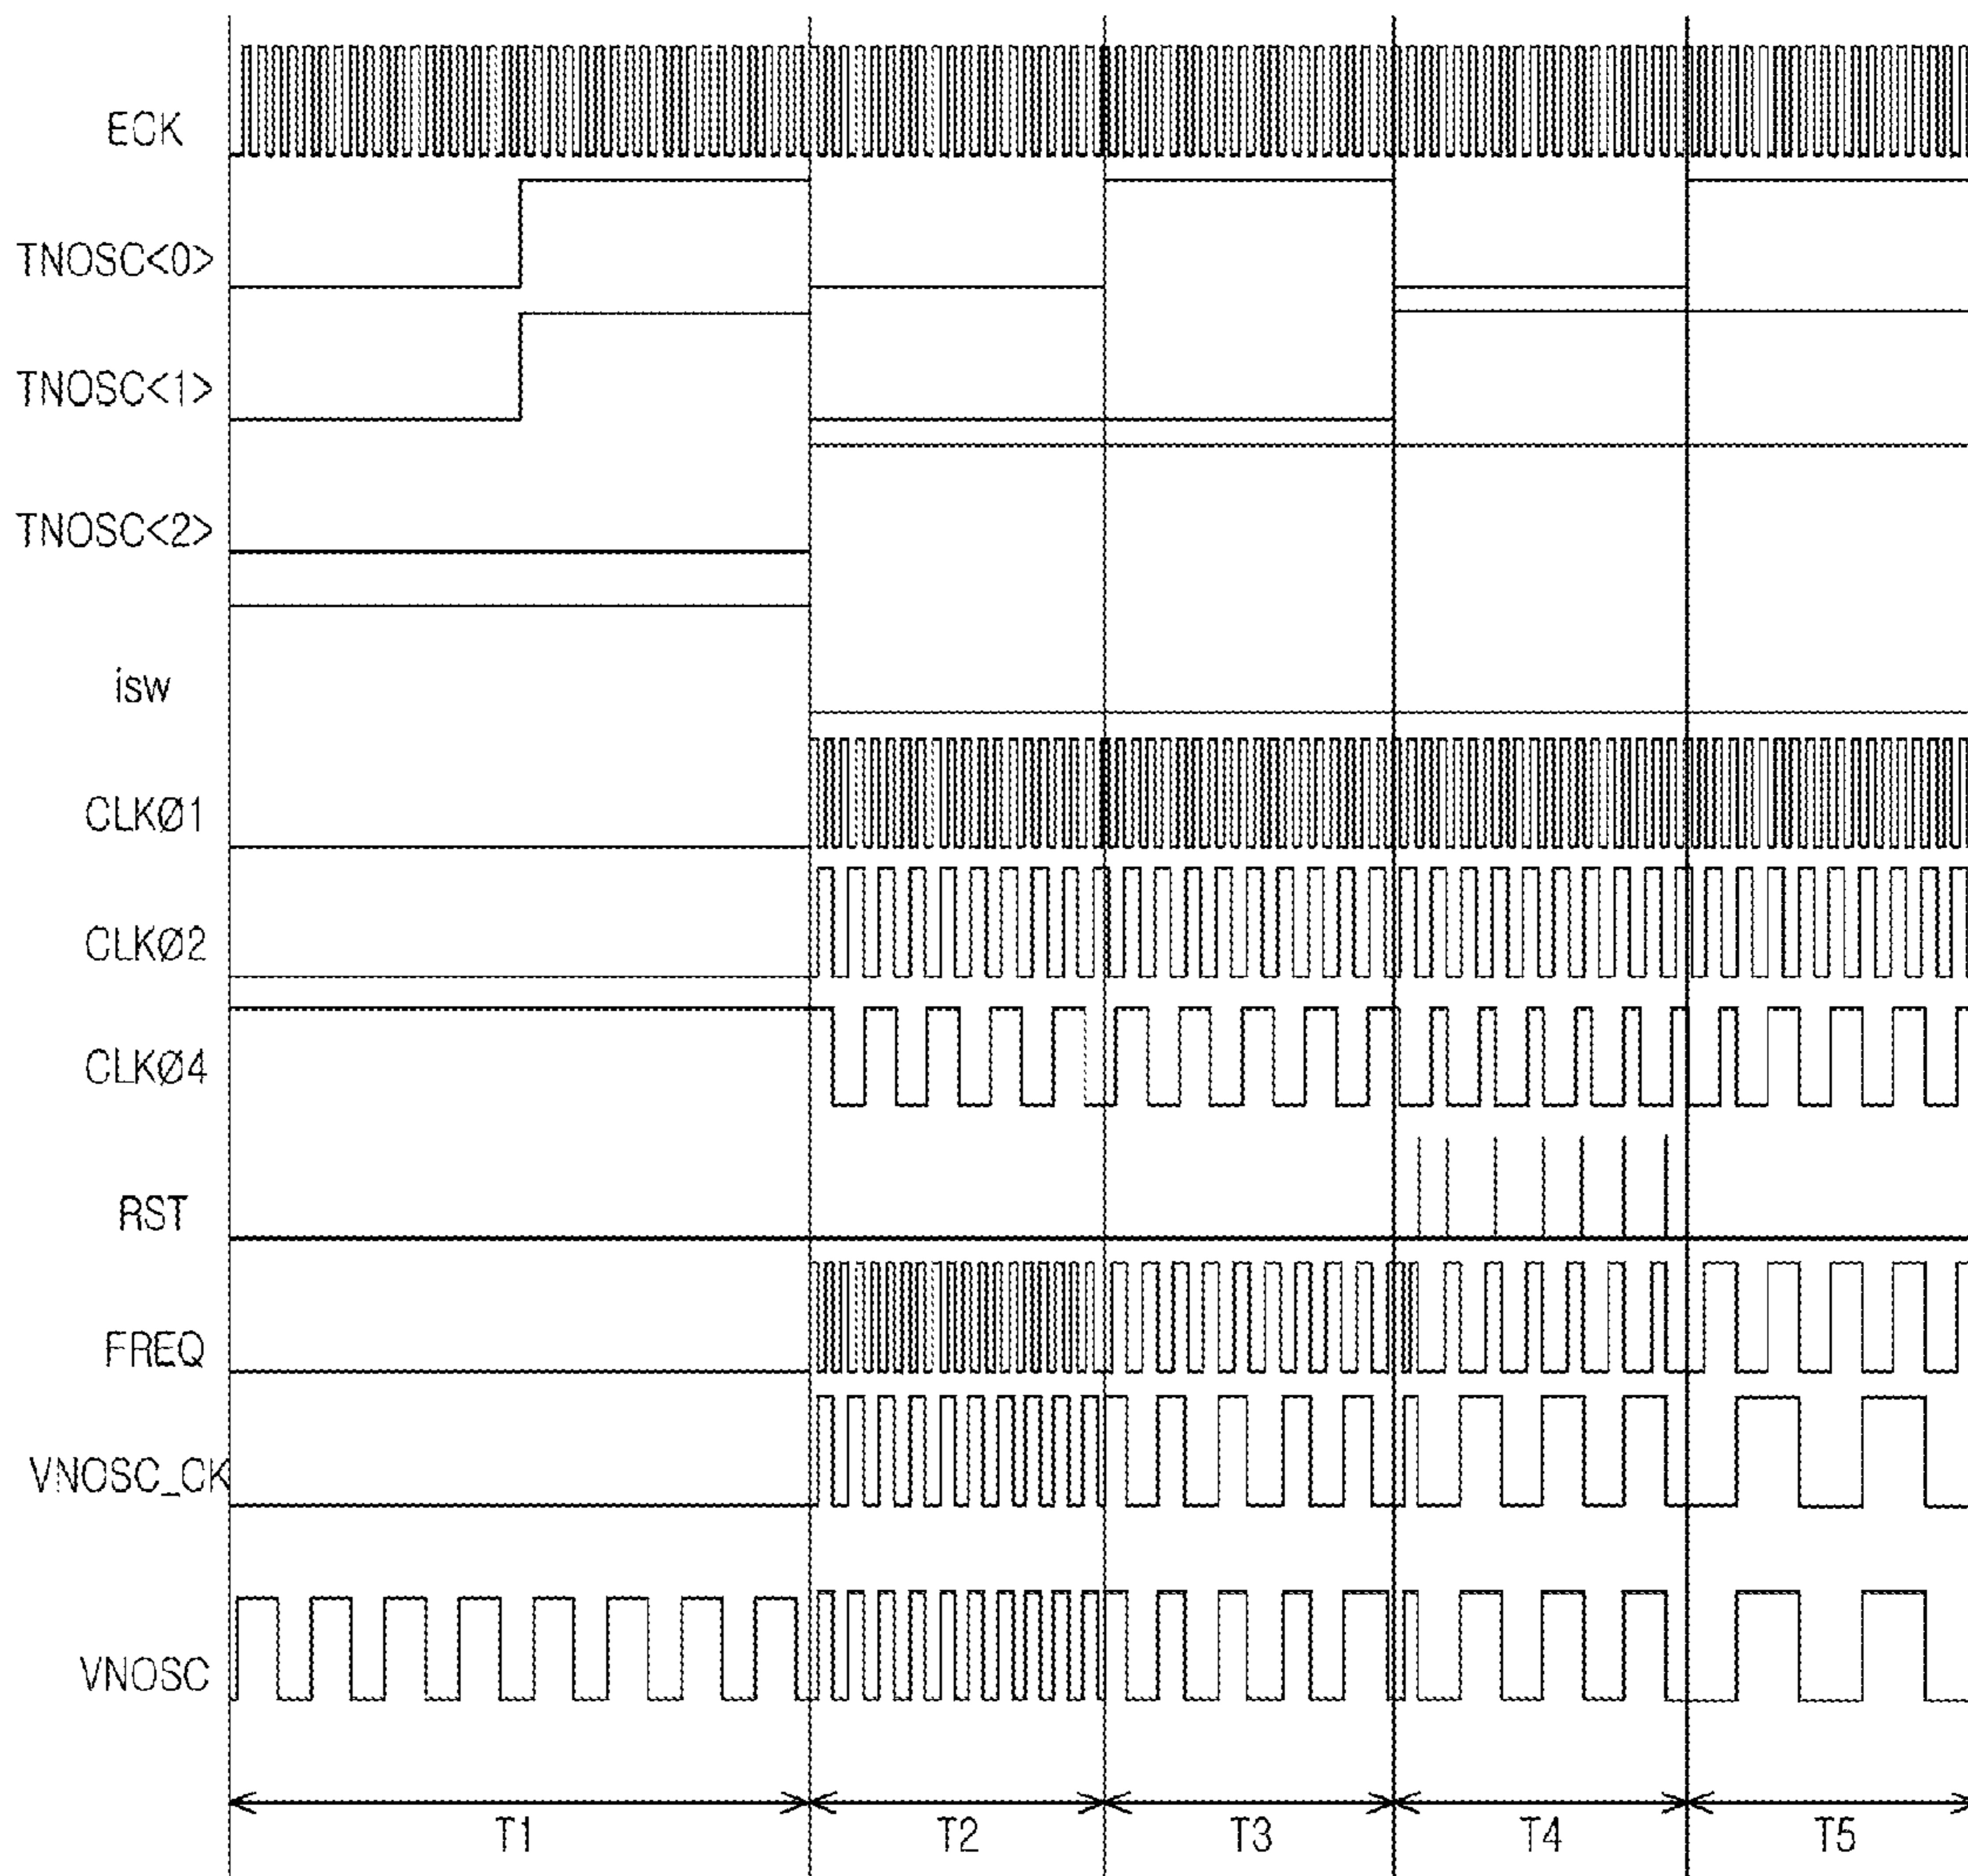 ECK
TNOSC<0>
TNOSC<1>
TNOSC<2>
isw
CLKØ1
CLKØ2
CLKØ4
RST
FREQ
VNOSC_CK
VNOSC
T1 T2 T3 T4 T5